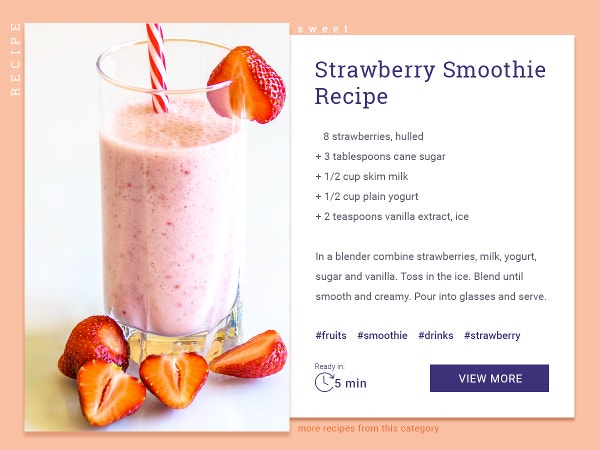 RECIPE
sweet
Strawberry Smoothie
Recipe
8 strawberries, hulled
+ 3 tablespoons cane sugar
+ 1/2 cup skim milk
+ 1/2 cup plain yogurt
+ 2 teaspoons vanilla extract, ice
In a blender combine strawberries, milk, yogurt,
sugar and vanilla. Toss in the ice. Blend until
smooth and creamy. Pour into glasses and serve.
#fruits #smoothie #drinks #strawberry
Ready in:
5 min
VIEW MORE
more recipes from this category